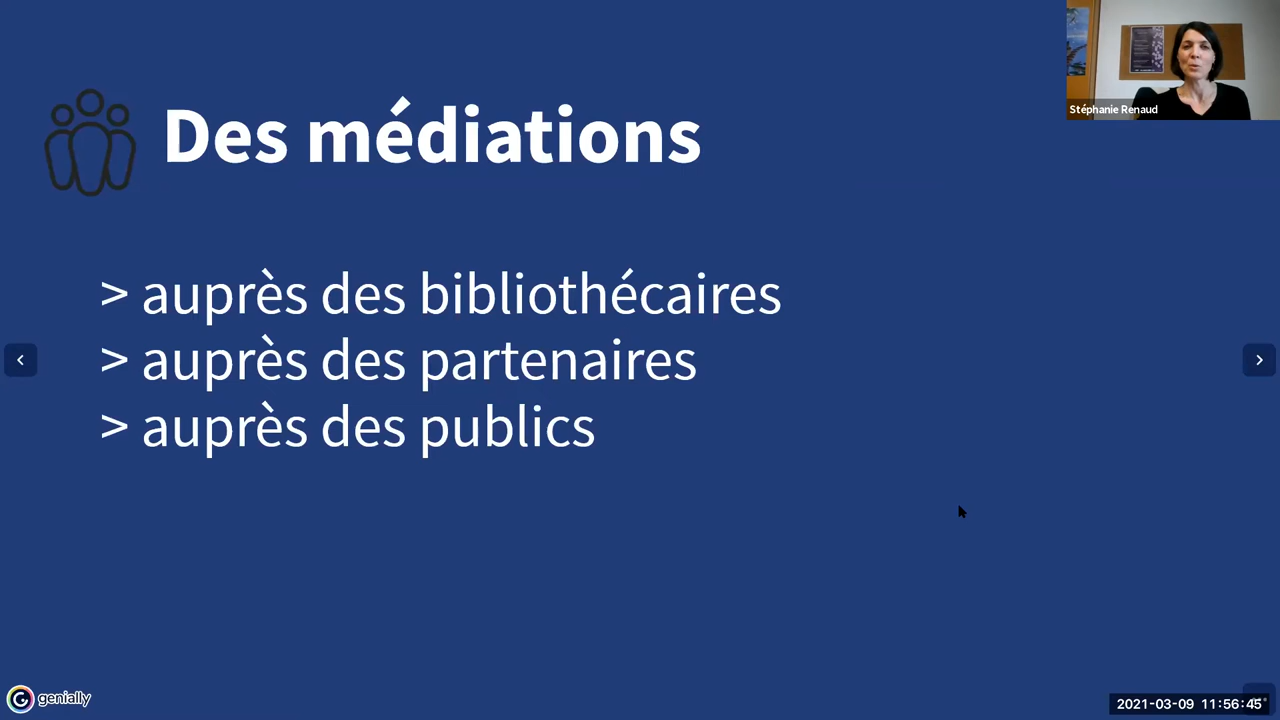 Stéphanie Renaud
Des médiations
> auprès des bibliothécaires
> auprès des partenaires
> auprès des publics
genially
2021-03-09 11:56:45